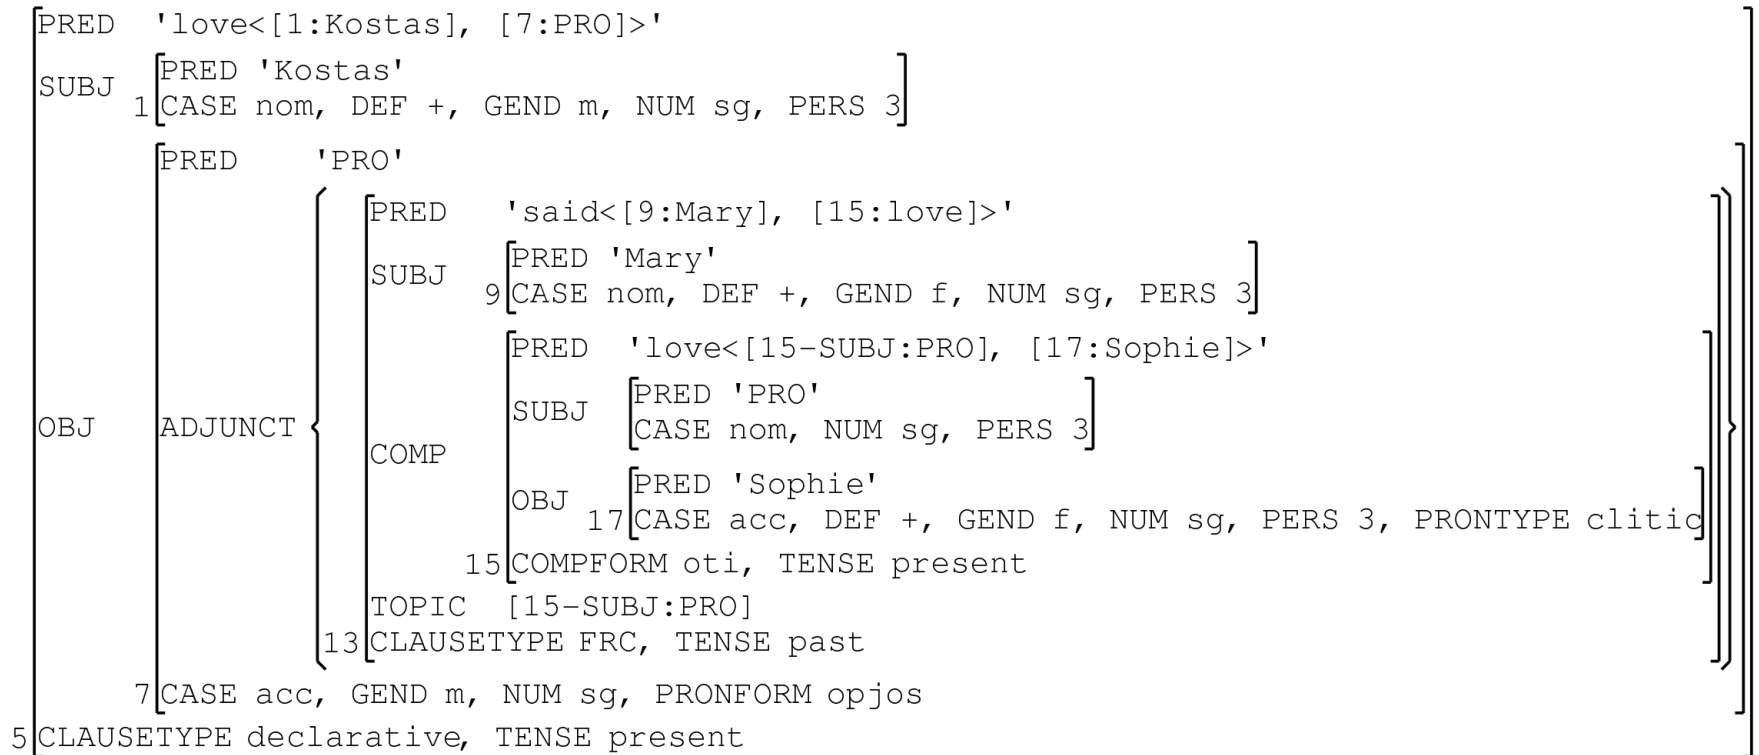 PRED 'love<[1:Kostas], [7:PRO]>'
PRED 'Kostas'
SUBJ
1 CASE nom, DEF +, GEND m, NUM sg, PERS 3
PRED 'PRO'
PRED 'said<[9:Mary], [15:love]>'
PRED 'Mary'
SUBJ
9 CASE nom, DEF +, GEND f, NUM sg, PERS 3
PRED 'love<[15-SUBJ:PRO], [17:Sophie]>'
PRED 'PRO'
SUBJ
OBJ ADJUNCT CASE nom, NUM sg, PERS 3
COMP
PRED 'Sophie'
OBJ
17 CASE acc, DEF +, GEND f, NUM sg, PERS 3, PRONTYPE clitic
15 COMPFORM oti, TENSE present
TOPIC [15-SUBJ:PRO]
13 CLAUSETYPE FRC, TENSE past
7 CASE acc, GEND m, NUM sg, PRONFORM opjos
5 CLAUSETYPE declarative, TENSE present